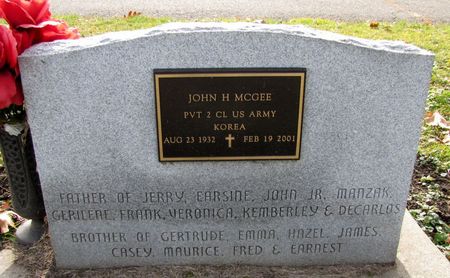 JOHN H MCGEE
PVT 2 CL US ARMY
KOREA
AUG 23 1932 FEB 19 2001
FATHER OF JERRY, EARSINE, JOHN JR, MANZAK,
GERILENE, FRANK, VERONICA, KEMBERLEY & DECARLOS
BROTHER OF GERTRUDE, EMMA, HAZEL, JAMES,
CASEY, MAURICE, FRED & EARNEST